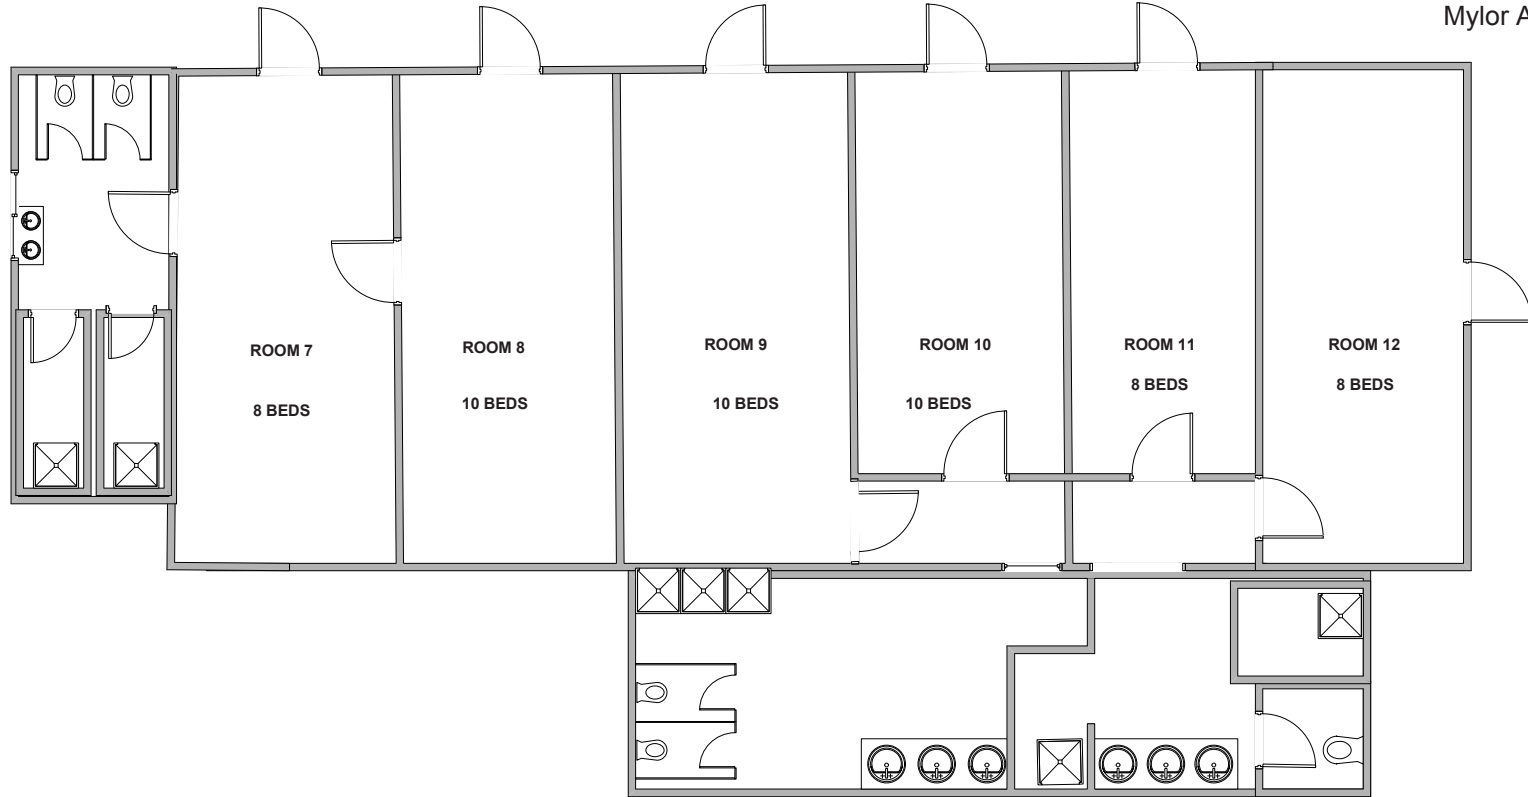 Mylor A
ROOM 7
8 BEDS
ROOM 8
10 BEDS
ROOM 9
10 BEDS
ROOM 10
10 BEDS
ROOM 11
8 BEDS
ROOM 12
8 BEDS